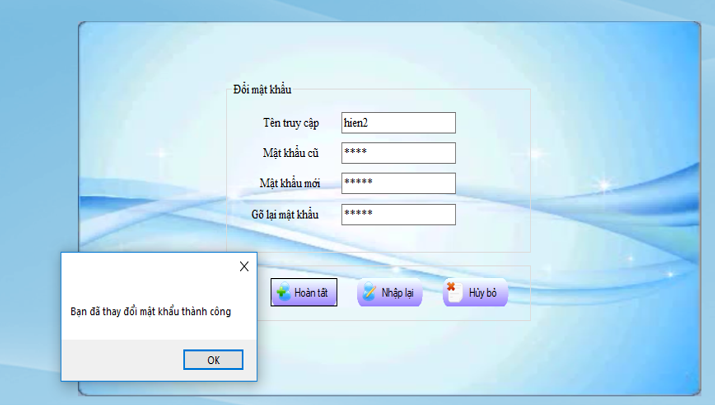 Đổi mật khẩu
Tên truy cập hien2
Mật khẩu cũ ****
Mật khẩu mới *****
Gõ lại mật khẩu *****
Hoàn tất Nhập lại Hủy bỏ
Bạn đã thay đổi mật khẩu thành công
OK